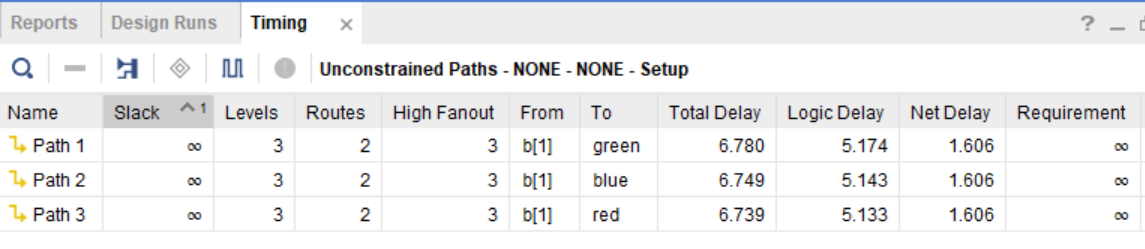 Reports Design Runs Timing × ? _
Unconstrained Paths - NONE - NONE - Setup
Name Slack ^1 Levels Routes High Fanout From To Total Delay Logic Delay Net Delay Requirement
Path 1 ∞ 3 2 3 b[1] green 6.780 5.174 1.606 ∞
Path 2 ∞ 3 2 3 b[1] blue 6.749 5.143 1.606 ∞
Path 3 ∞ 3 2 3 b[1] red 6.739 5.133 1.606 ∞